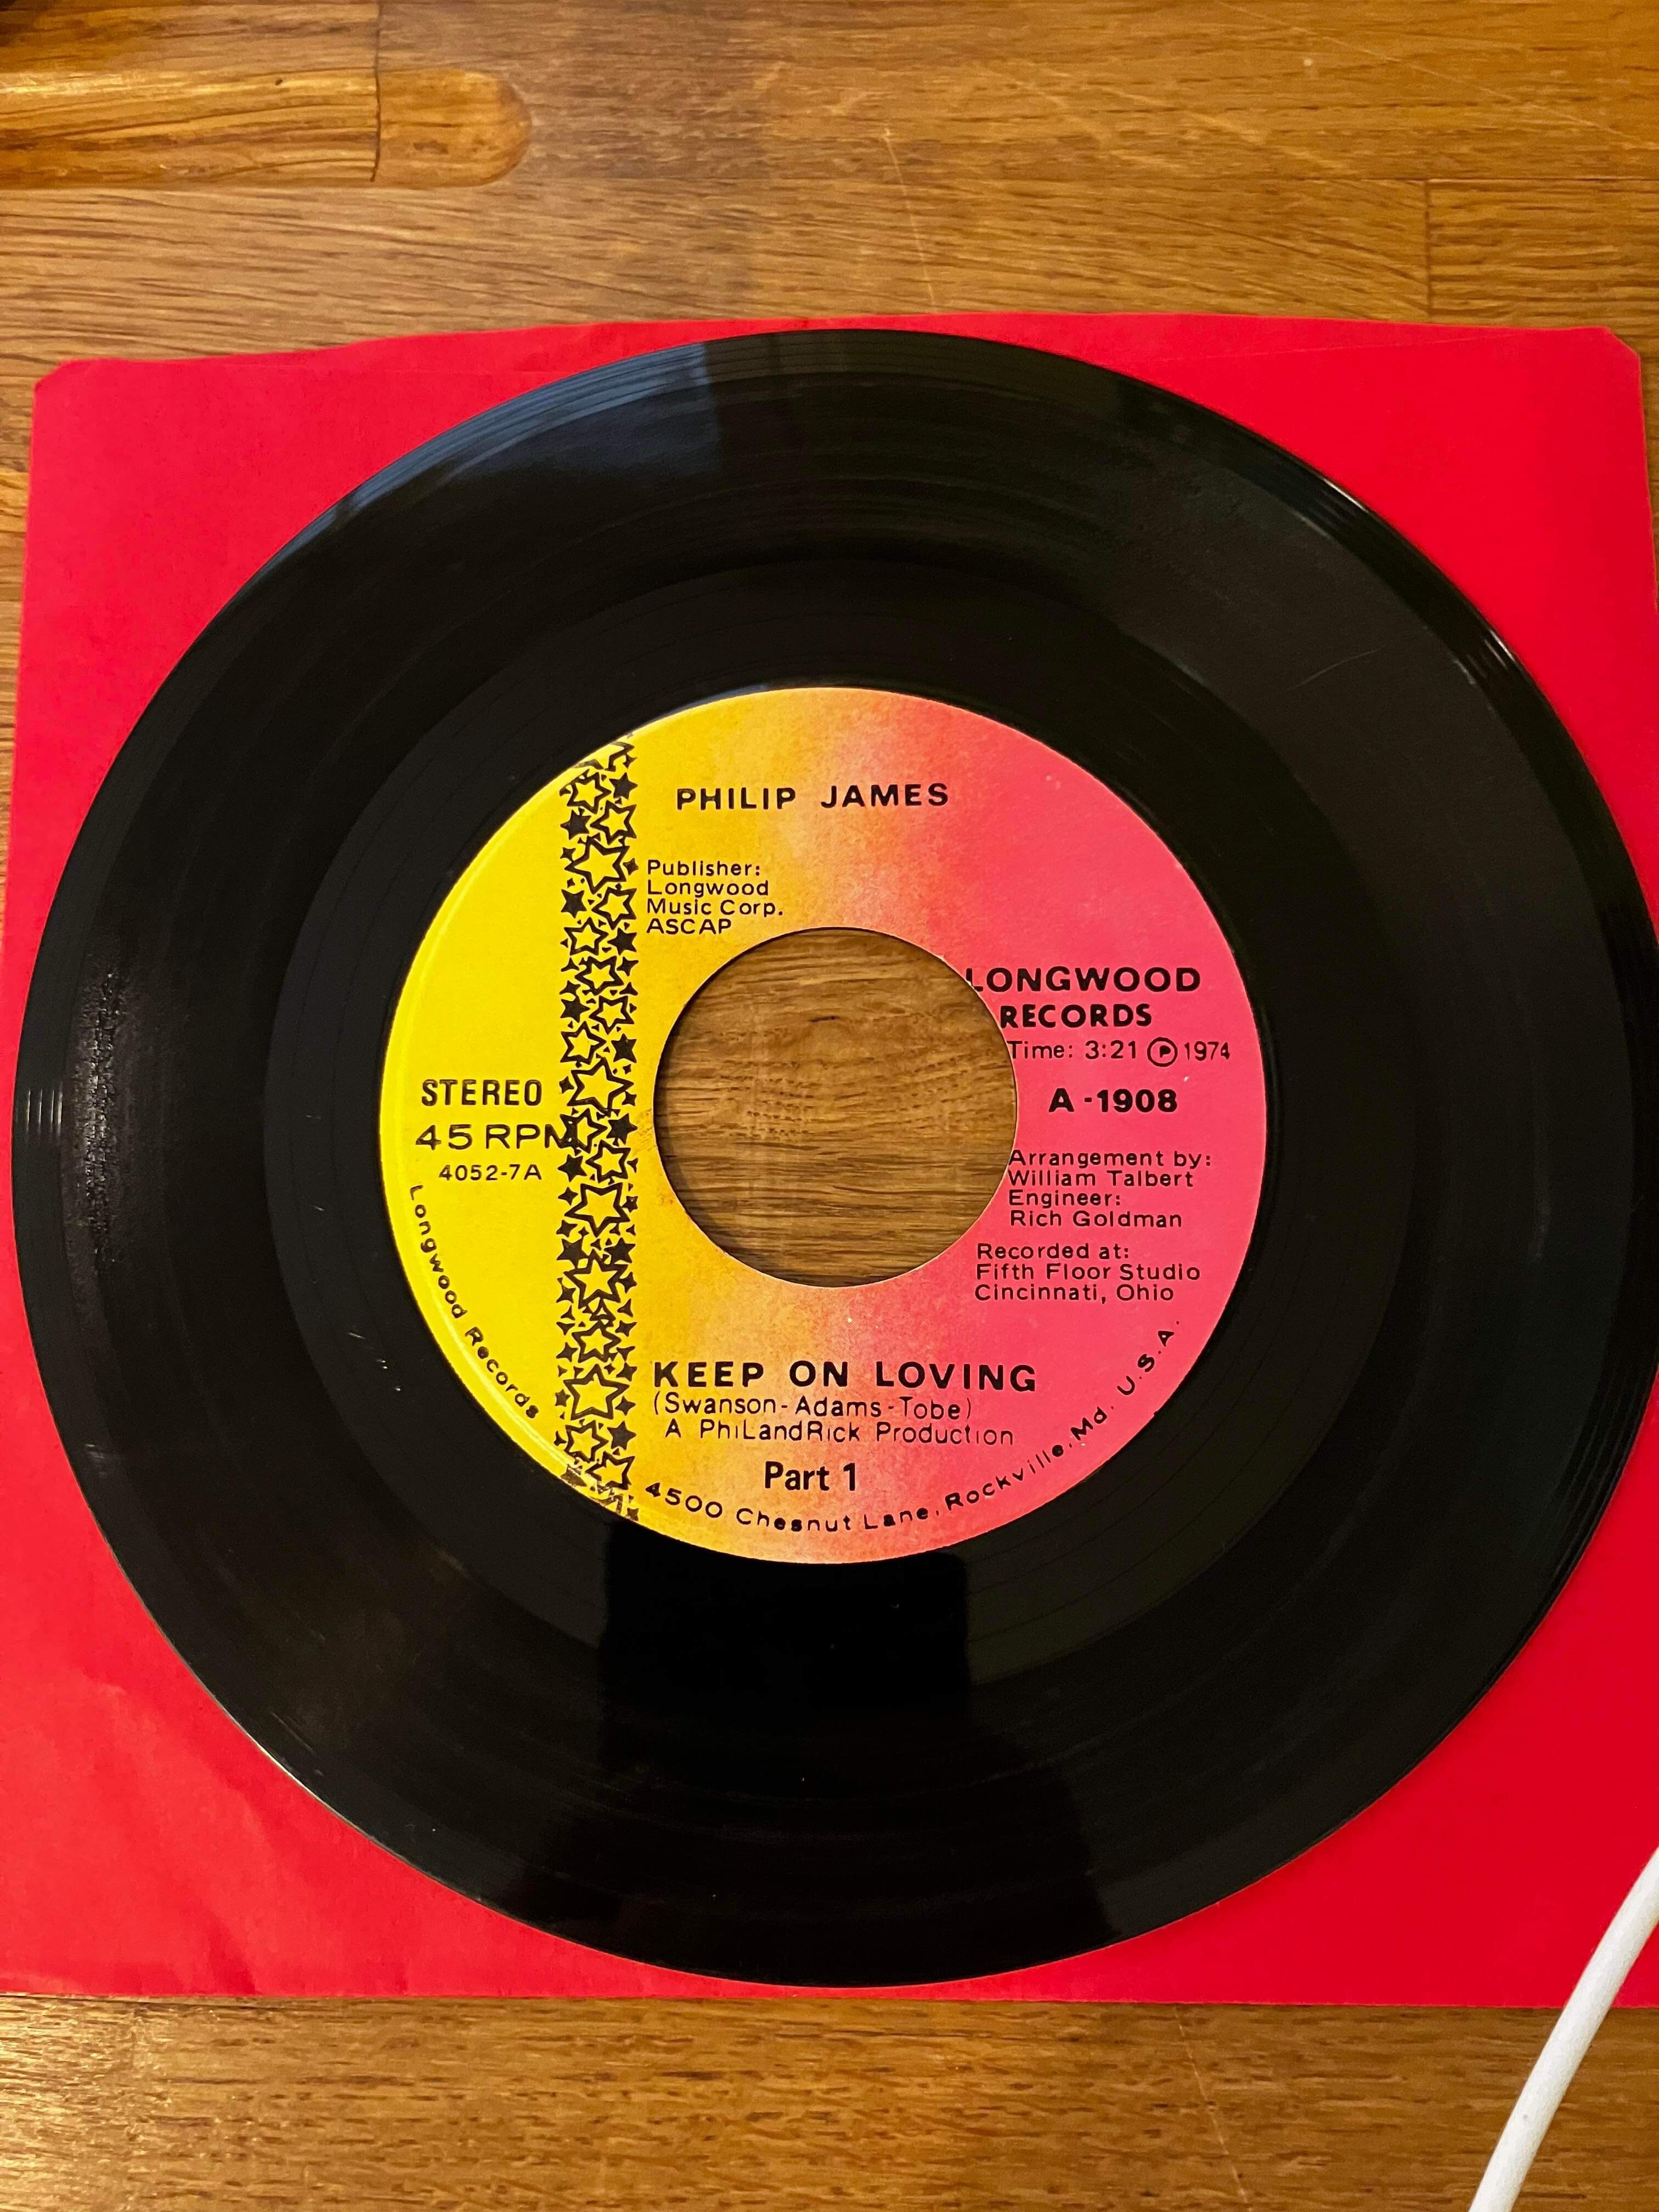 PHILIP JAMES
Publisher:
Longwood
Music Corp.
ASCAP
LONGWOOD
RECORDS
Time: 3:21 Ⓟ 1974
A-1908
STEREO
45 RPM
4052-7A
Arrangement by:
William Talbert
Engineer:
Rich Goldman
Recorded at:
Fifth Floor Studio
Cincinnati, Ohio
KEEP ON LOVING
(Swanson-Adams-Tobe)
A PhiLandRick Production
Part 1
Longwood Records
4500 Chesnut Lane, Rockville, Md. U.S.A.